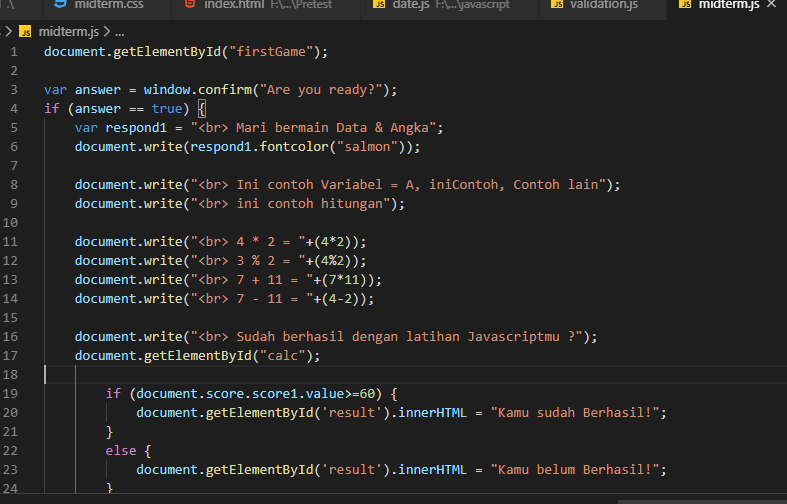 midterm.css index.html F:\...\Pretest date.js F:\...\javascript validation.js midterm.js
midterm.js > ...
1 document.getElementById("firstGame");
2
3 var answer = window.confirm("Are you ready?");
4 if (answer == true) {
5 var respond1 = "<br> Mari bermain Data & Angka";
6 document.write(respond1.fontcolor("salmon"));
7
8 document.write("<br> Ini contoh Variabel = A, iniContoh, Contoh lain");
9 document.write("<br> ini contoh hitungan");
10
11 document.write("<br> 4 * 2 = "+(4*2));
12 document.write("<br> 3 % 2 = "+(4%2));
13 document.write("<br> 7 + 11 = "+(7*11));
14 document.write("<br> 7 - 11 = "+(4-2));
15
16 document.write("<br> Sudah berhasil dengan latihan Javascriptmu ?");
17 document.getElementById("calc");
18
19 if (document.score.score1.value>=60) {
20 document.getElementById('result').innerHTML = "Kamu sudah Berhasil!";
21 }
22 else {
23 document.getElementById('result').innerHTML = "Kamu belum Berhasil!";
24 }